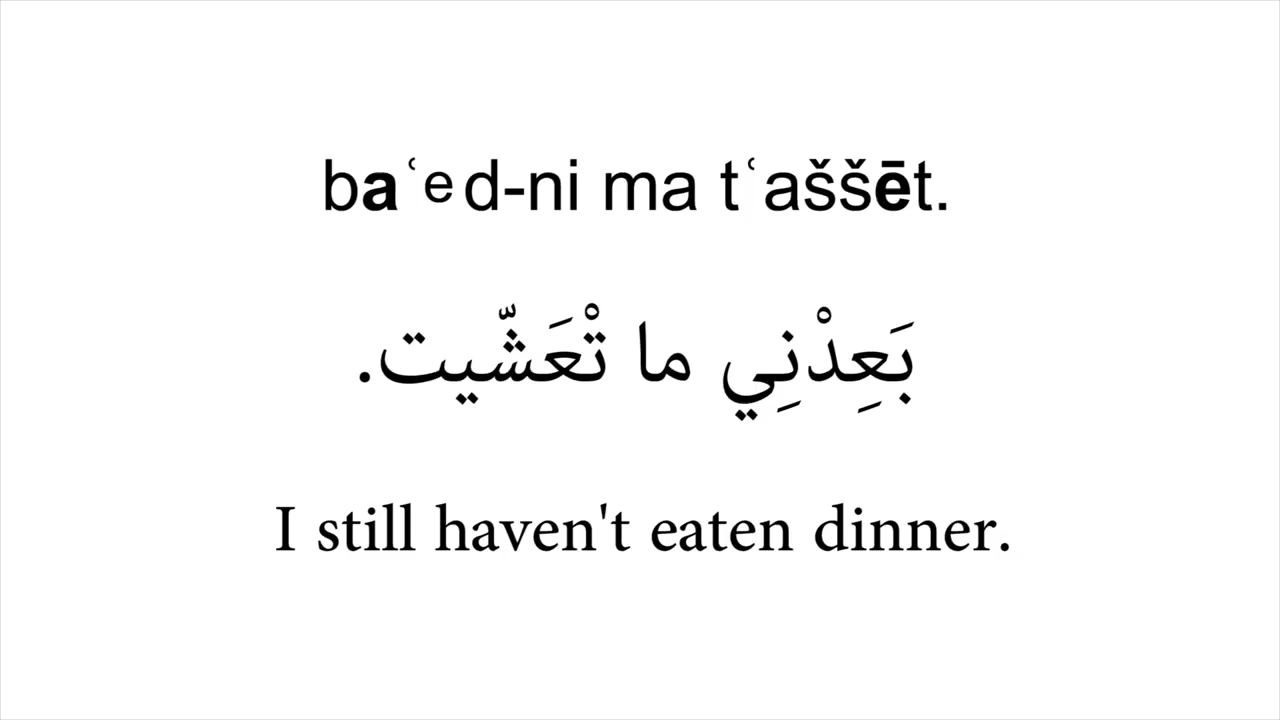 baʿᵉd-ni ma tʿaššēt.
بَعِدْنِي ما تْعَشّيت.
I still haven't eaten dinner.